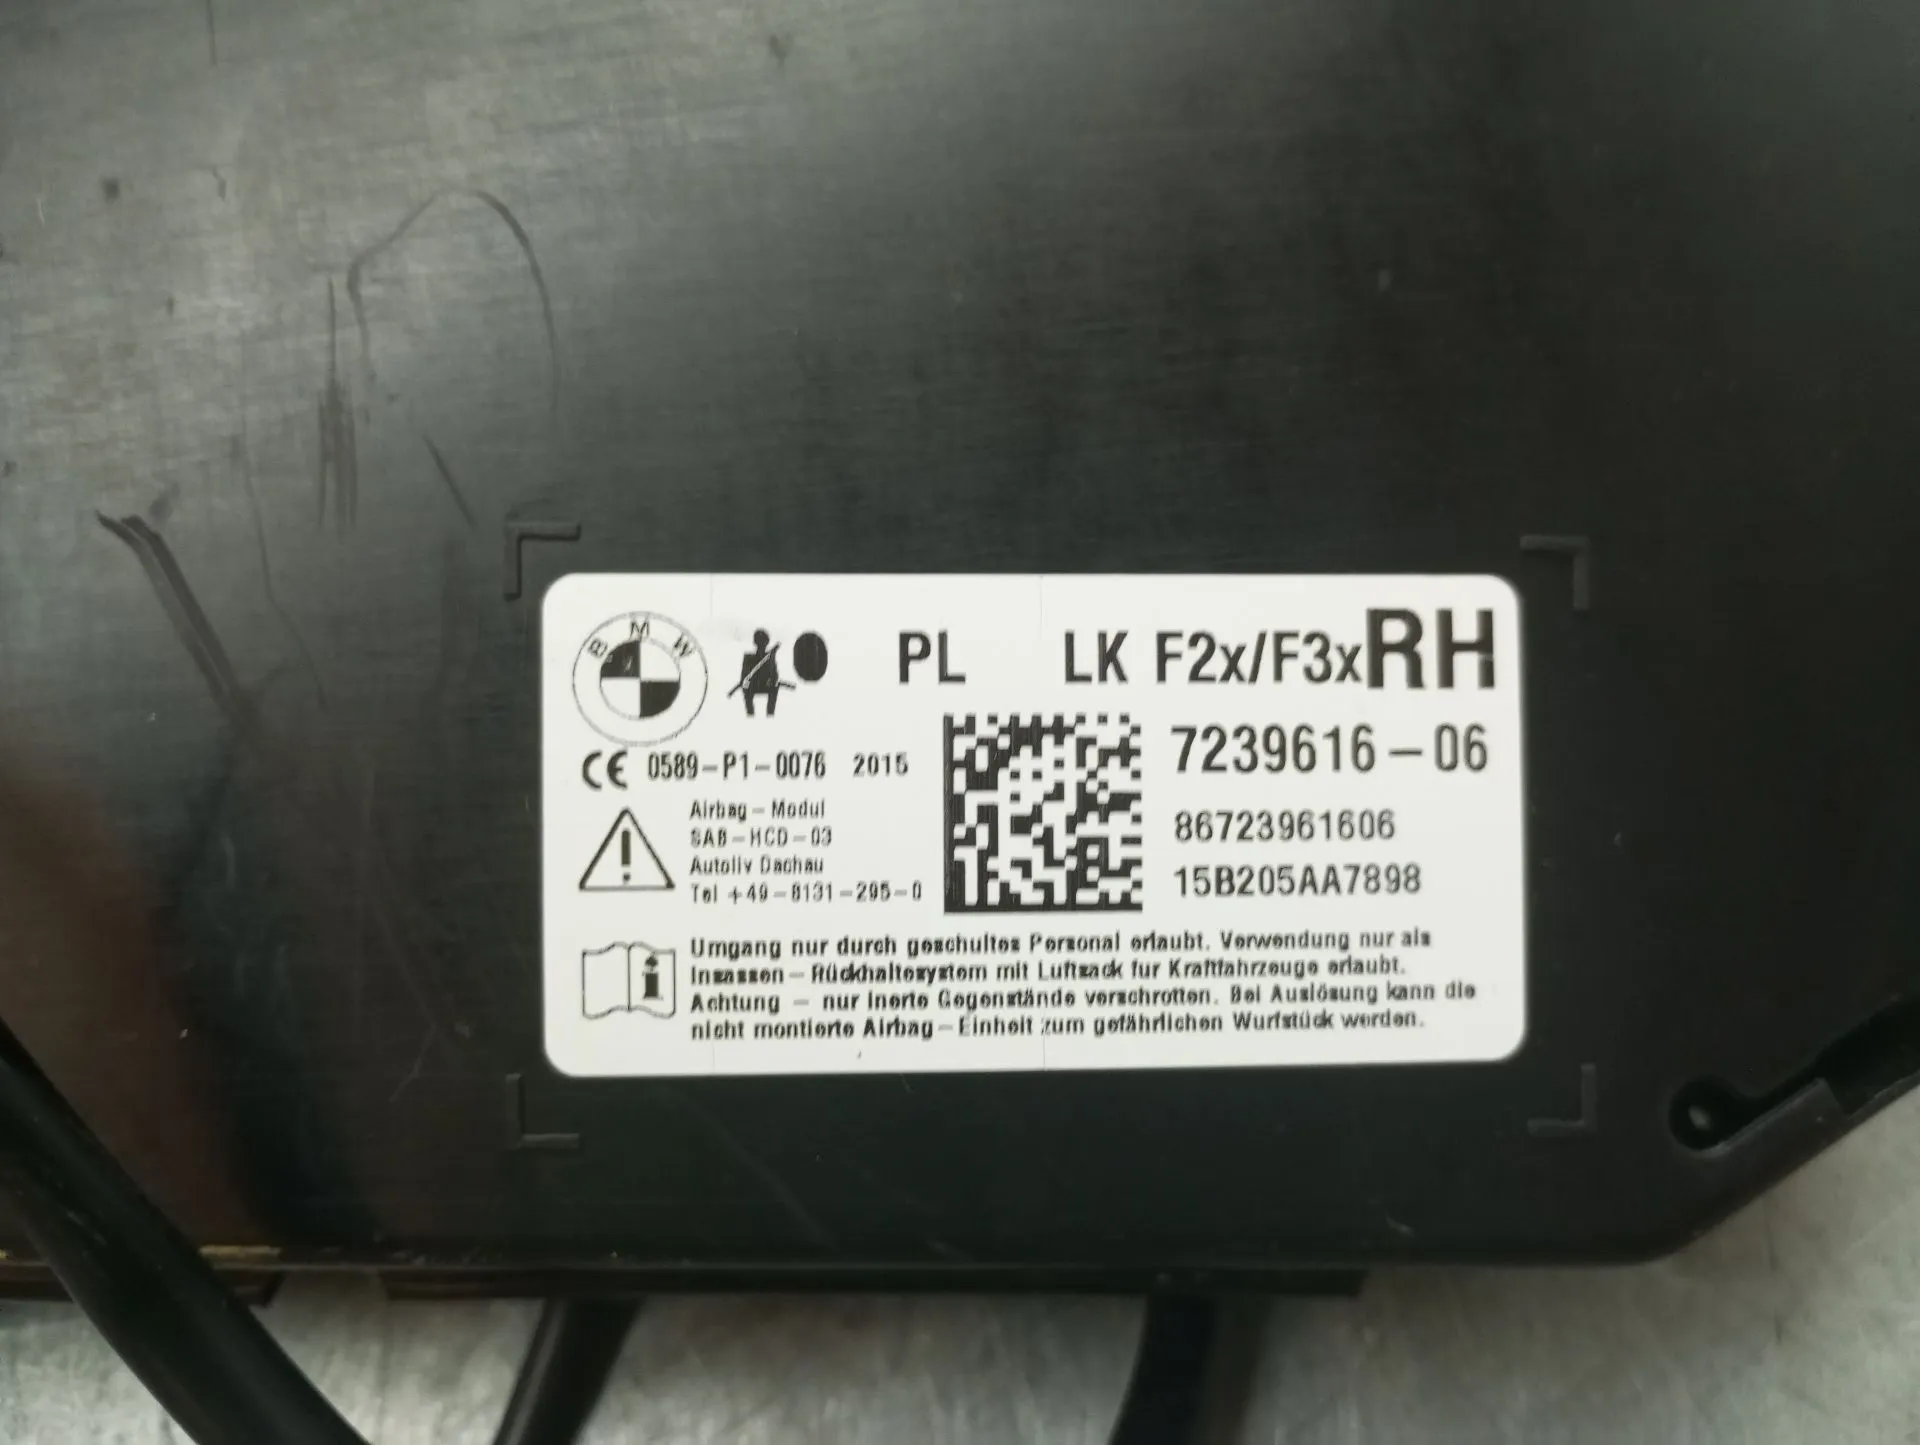 BMW
PL LK F2x/F3x RH
7239616-06
CE 0589-P1-0076 2015
86723961606
15B205AA7898
Airbag-Modul
SAB-HCD-03
Autoliv Dachau
Tel +49-8131-295-0
Umgang nur durch geschultes Personal erlaubt. Verwendung nur als
Insassen-Rückhaltesystem mit Luftsack fur Kraftfahrzeuge erlaubt.
Achtung - nur inerte Gegenstände verschrotten. Bei Auslösung kann die
nicht montierte Airbag-Einheit zum gefährlichen Wurfstück werden.